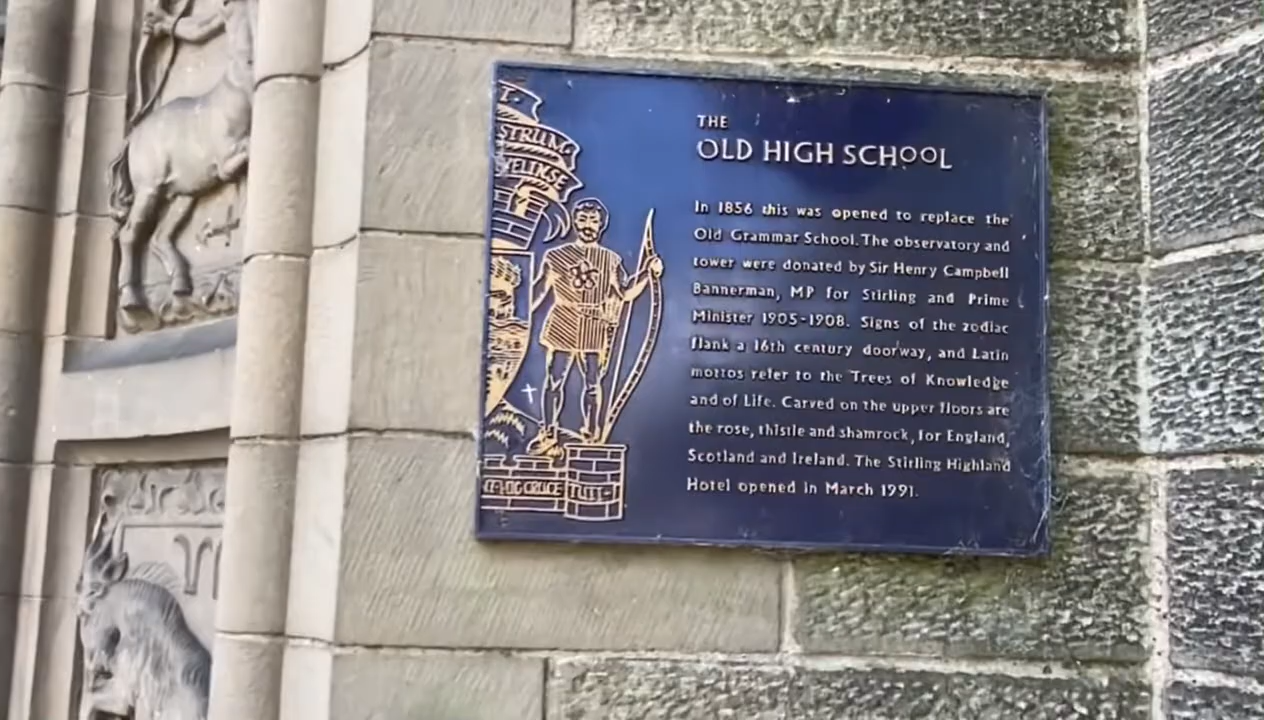 THE
OLD HIGH SCHOOL
In 1856 this was opened to replace the
Old Grammar School. The observatory and
tower were donated by Sir Henry Campbell
Bannerman, MP for Stirling and Prime
Minister 1905-1908. Signs of the zodiac
flank a 16th century doorway, and Latin
mottos refer to the Trees of Knowledge
and of Life. Carved on the upper floors are
the rose, thistle and shamrock, for England,
Scotland and Ireland. The Stirling Highland
Hotel opened in March 1991.
STRUM
CRUCE TUTI